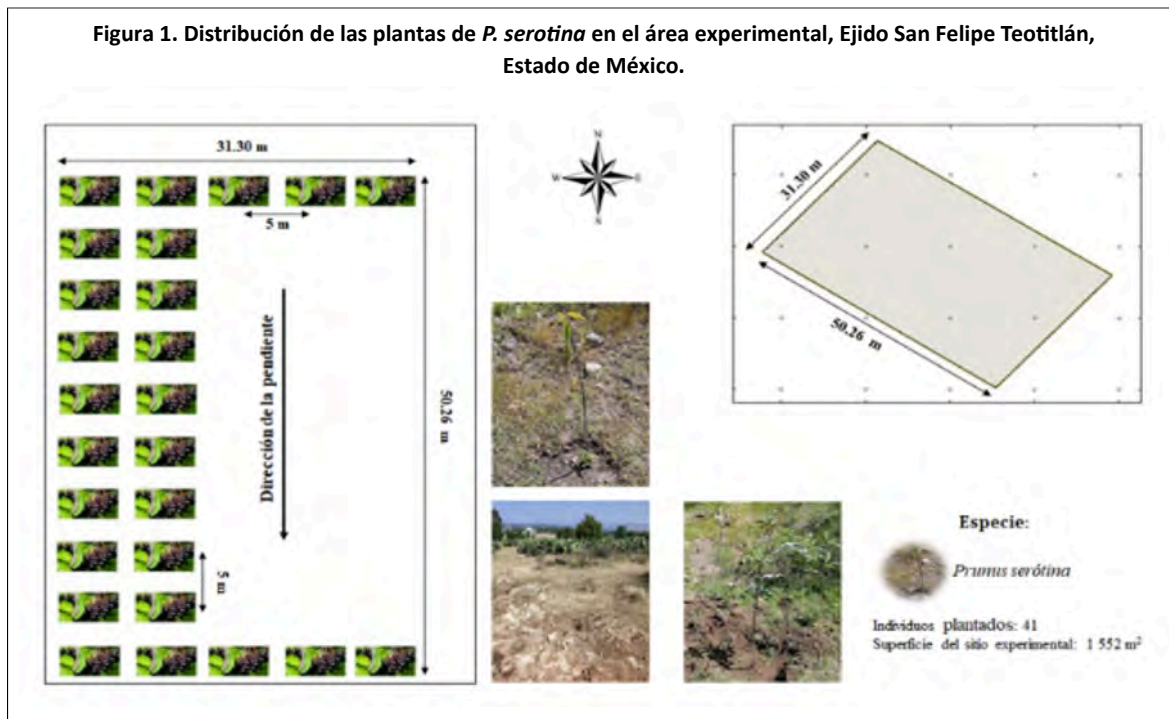 Figura 1. Distribución de las plantas de P. serotina en el área experimental, Ejido San Felipe Teotitlán,
Estado de México.
31.30 m
5 m
Dirección de la pendiente
50.26 m
5 m
N
W
E
N
31.30 m
50.26 m
Especie:
Prunus serótina
Individuos plantados: 41
Superficie del sitio experimental: 1 552 m²